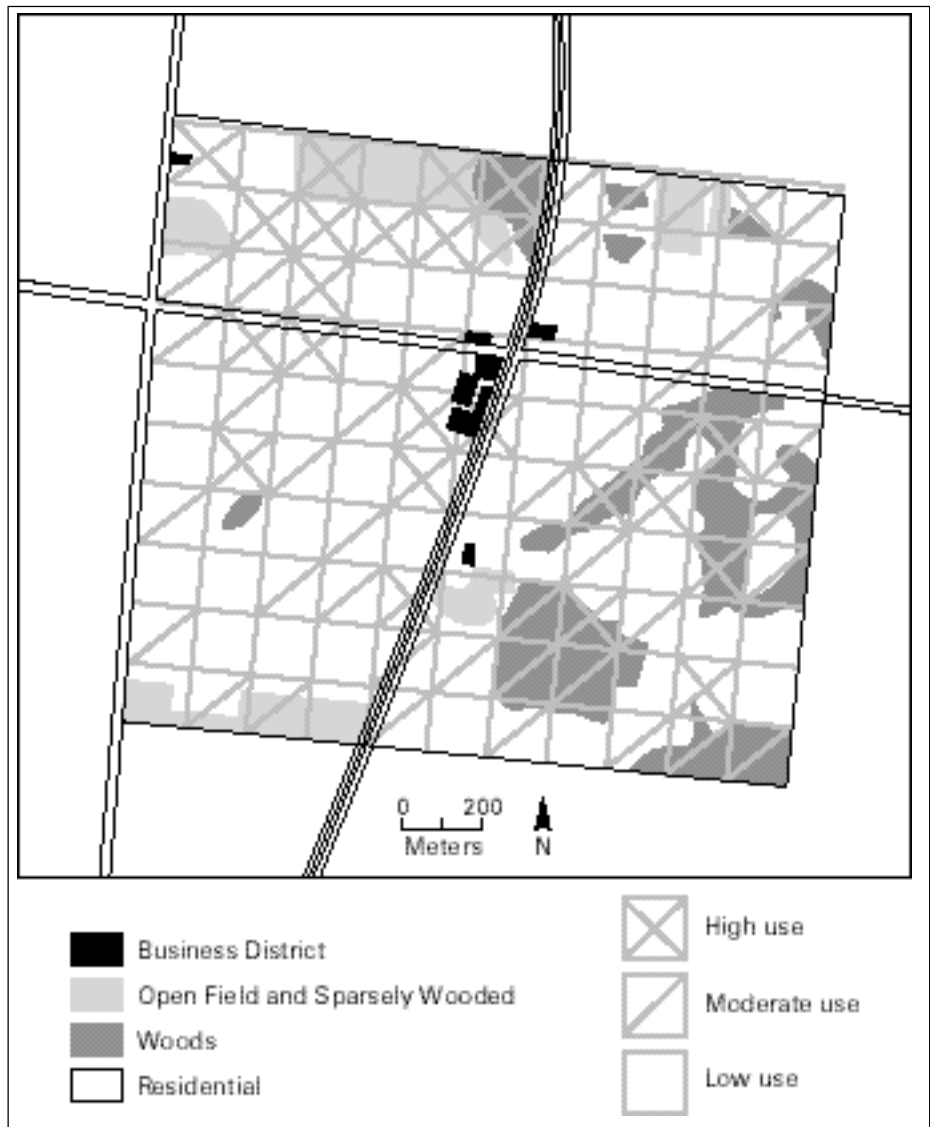 0 200
Meters N
Business District
Open Field and Sparsely Wooded
Woods
Residential
High use
Moderate use
Low use